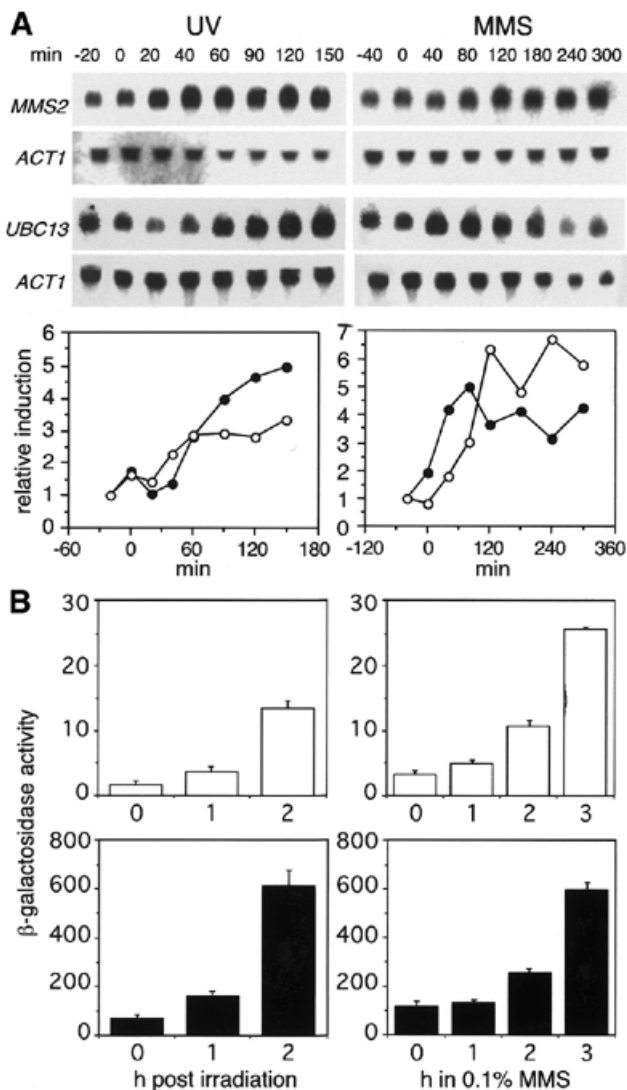 A
UV MMS
min -20 0 20 40 60 90 120 150 -40 0 40 80 120 180 240 300
MMS2
ACT1
UBC13
ACT1
relative induction
6
5
4
3
2
1
0
-60 0 60 120 180
min
7
6
5
4
3
2
1
0
-120 0 120 240 360
min
B
β-galactosidase activity
30
20
10
0
0 1 2
30
20
10
0
0 1 2 3
800
600
400
200
0
0 1 2
h post irradiation
800
600
400
200
0
0 1 2 3
h in 0.1% MMS